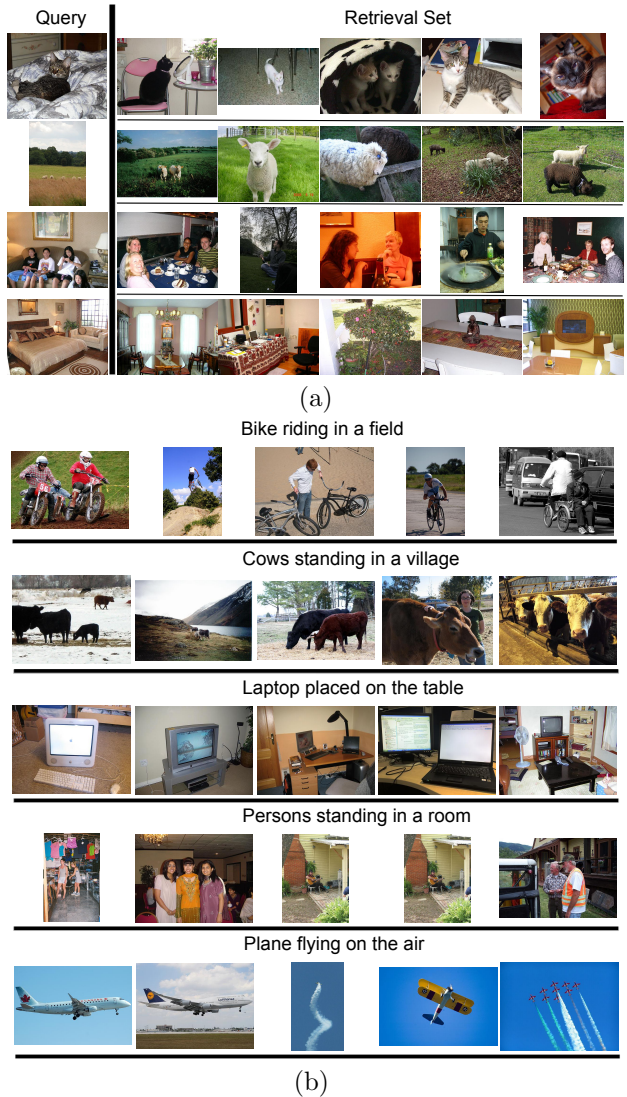 Query
Retrieval Set
(a)
Bike riding in a field
Cows standing in a village
Laptop placed on the table
Persons standing in a room
Plane flying on the air
(b)